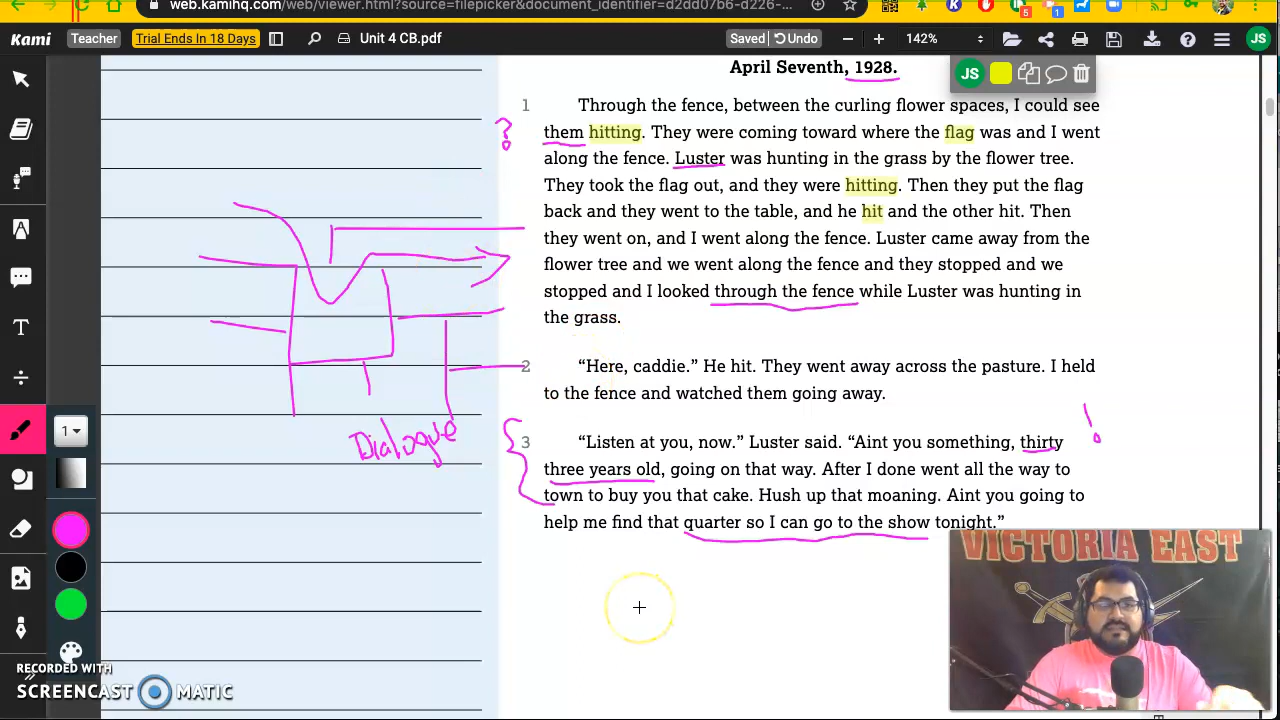 web.kamihq.com/web/viewer.html?source=filepicker&document_identifier=d2dd07b6-d226-...
Kami
Teacher
Trial Ends In 18 Days
Unit 4 CB.pdf
Saved
Undo
142%
JS
April Seventh, 1928.
JS
1
Through the fence, between the curling flower spaces, I could see
them hitting. They were coming toward where the flag was and I went
along the fence. Luster was hunting in the grass by the flower tree.
They took the flag out, and they were hitting. Then they put the flag
back and they went to the table, and he hit and the other hit. Then
they went on, and I went along the fence. Luster came away from the
flower tree and we went along the fence and they stopped and we
stopped and I looked through the fence while Luster was hunting in
the grass.
2
“Here, caddie.” He hit. They went away across the pasture. I held
to the fence and watched them going away.
3
“Listen at you, now.” Luster said. “Aint you something, thirty
three years old, going on that way. After I done went all the way to
town to buy you that cake. Hush up that moaning. Aint you going to
help me find that quarter so I can go to the show tonight.”
?
!
Dialogue
T
1
5
1
VICTORIA EAST
RECORDED WITH
SCREENCAST MATIC